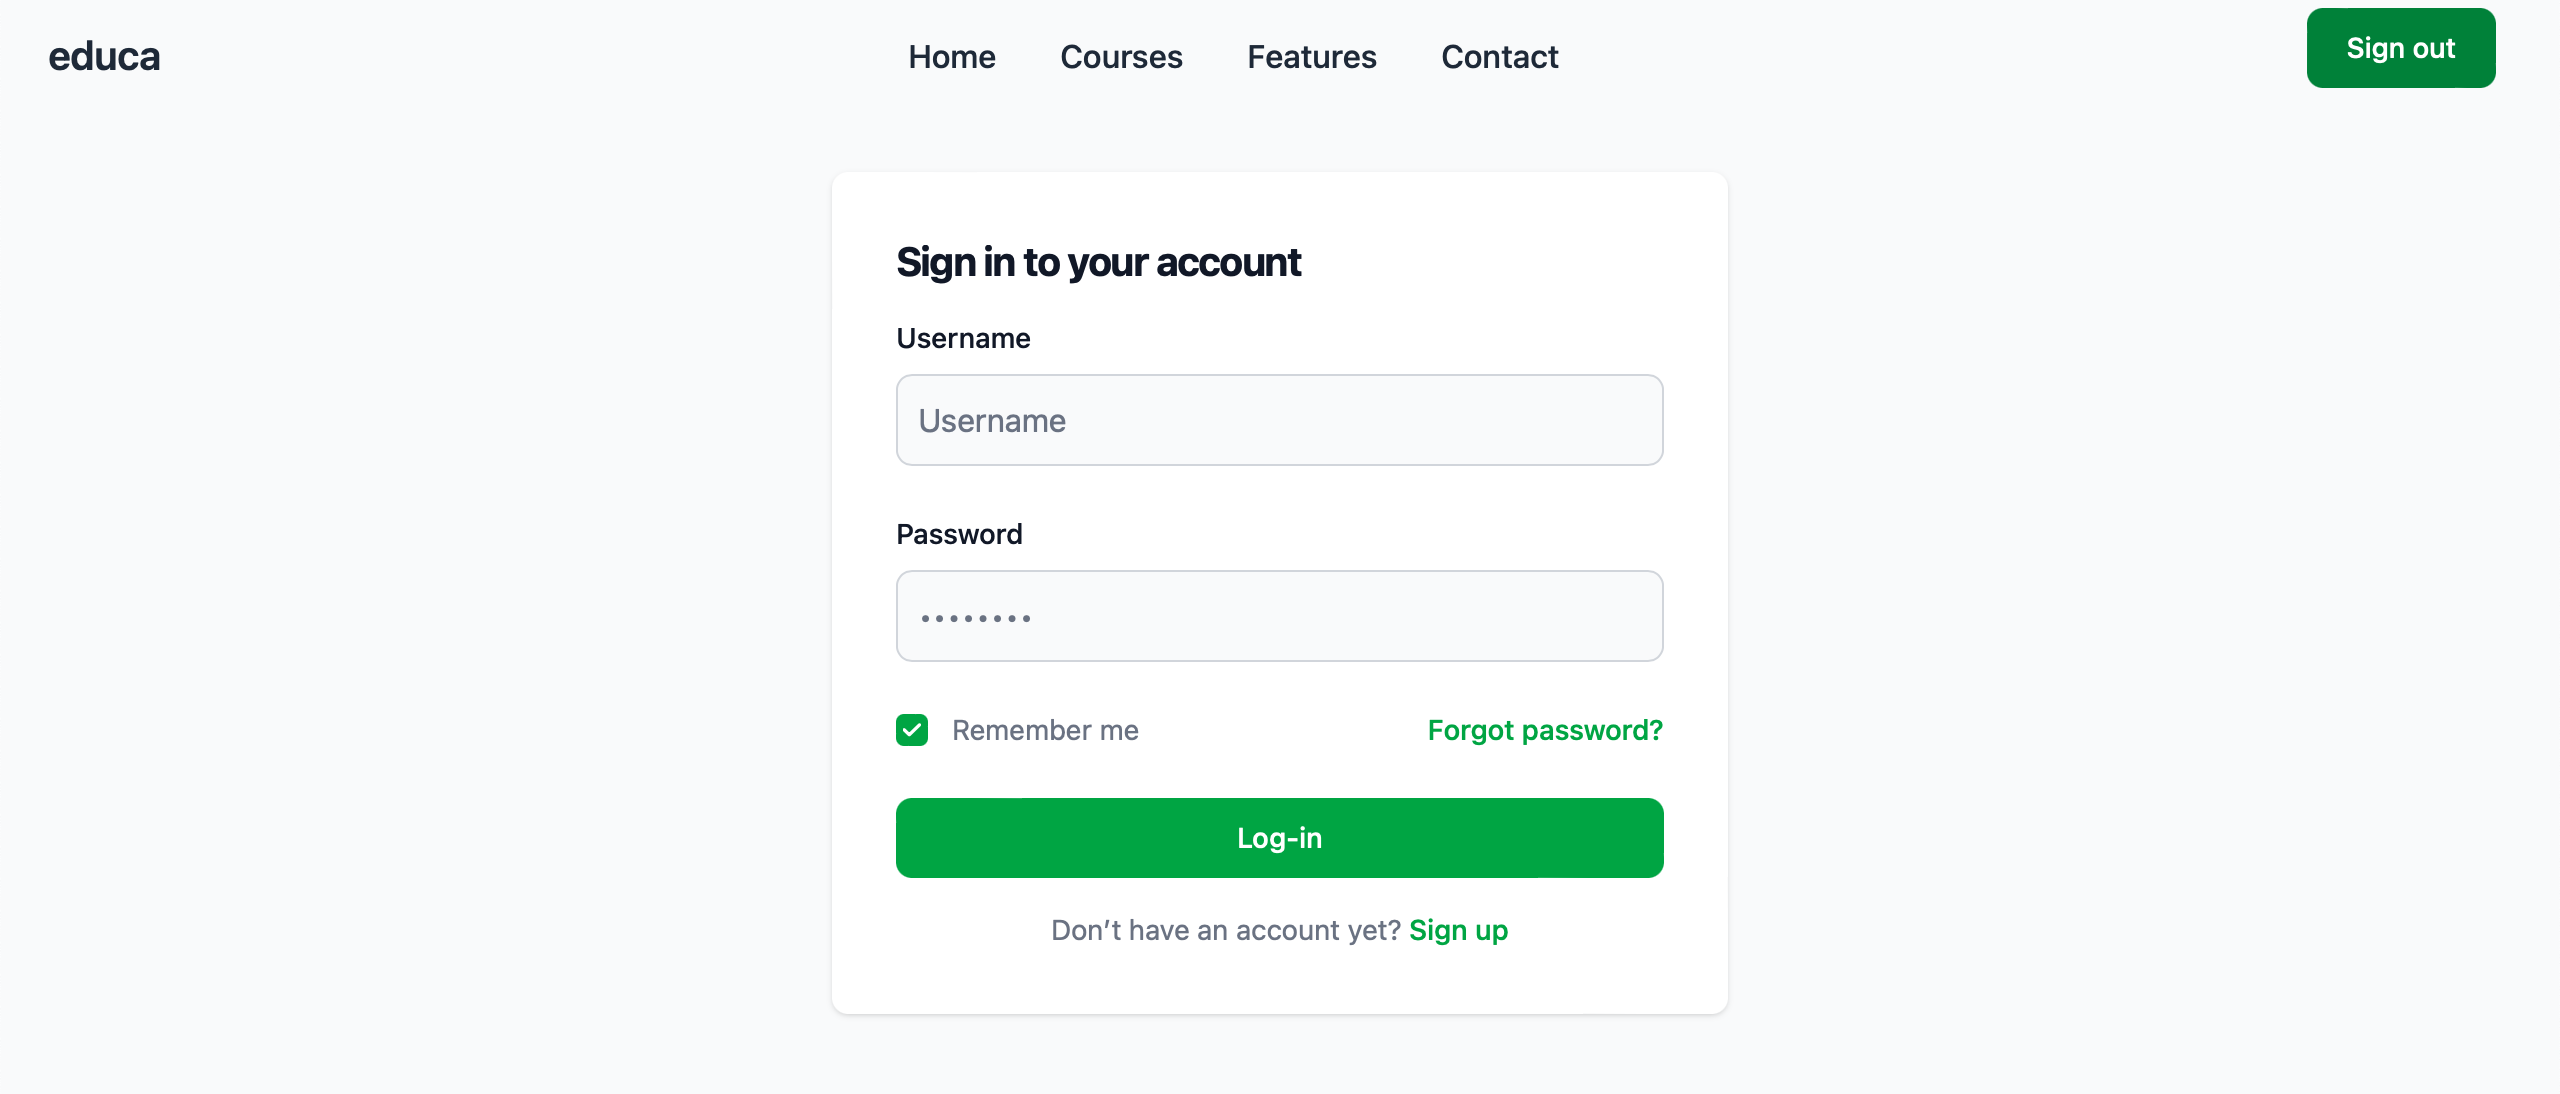 educa
Home Courses Features Contact
Sign out
Sign in to your account
Username
Username
Password
••••••••
Remember me
Forgot password?
Log-in
Don’t have an account yet? Sign up